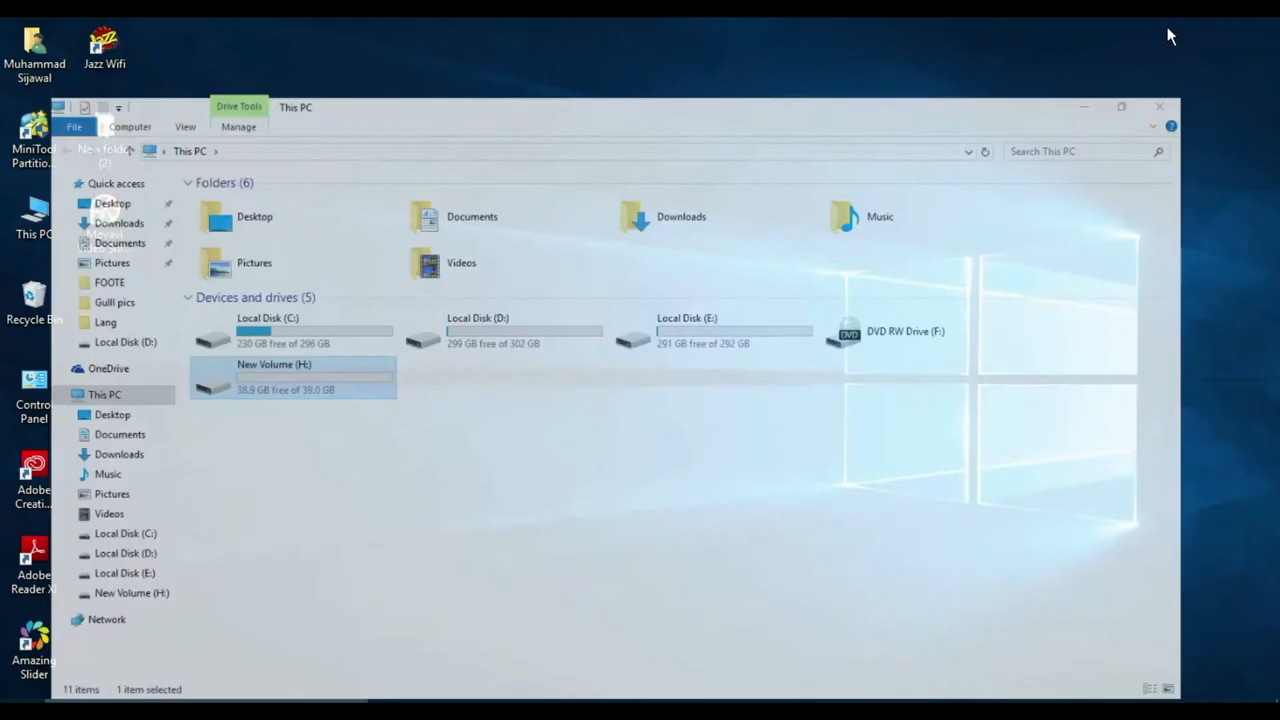 Muhammad
Sijawal
Jazz Wifi
MiniTool
Partitio...
New folder
(2)
This PC
Recycle Bin
Control
Panel
Adobe
Creati...
Adobe
Reader XI
Amazing
Slider
Drive Tools
This PC
File
Computer
View
Manage
This PC
Search This PC
Quick access
Desktop
Downloads
Documents
Pictures
FOOTE
Gulll pics
Lang
Local Disk (D:)
OneDrive
This PC
Desktop
Documents
Downloads
Music
Pictures
Videos
Local Disk (C:)
Local Disk (D:)
Local Disk (E:)
New Volume (H:)
Network
Folders (6)
Desktop
Documents
Downloads
Music
Pictures
Videos
Devices and drives (5)
Local Disk (C:)
230 GB free of 296 GB
Local Disk (D:)
299 GB free of 302 GB
Local Disk (E:)
291 GB free of 292 GB
DVD
DVD RW Drive (F:)
New Volume (H:)
38.9 GB free of 39.0 GB
11 items
1 item selected